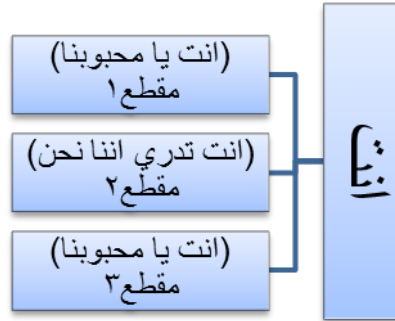 (انت يا محبوبنا)
مقطع١
(انت تدري اننا نحن)
مقطع٢
(انت يا محبوبنا)
مقطع٣